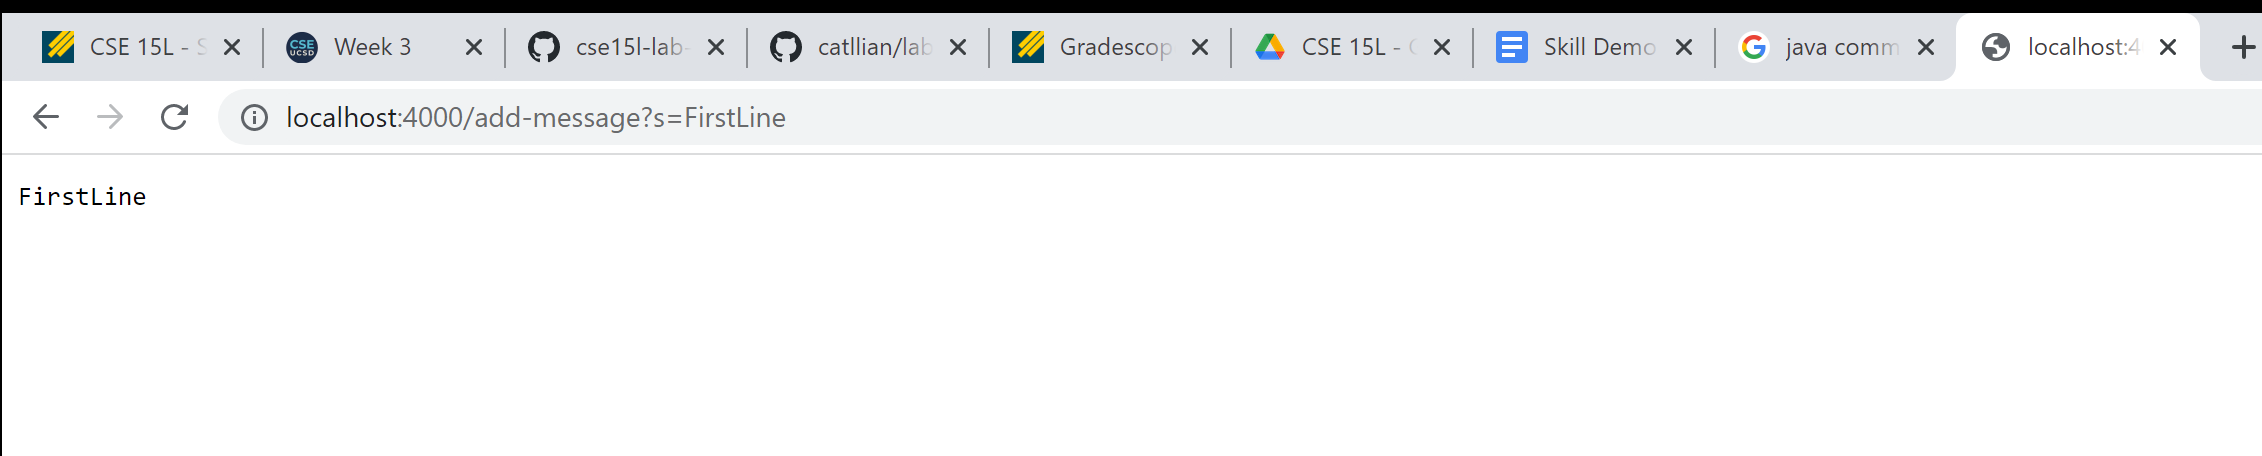 CSE 15L - S Week 3 cse15l-lab- catllian/lab Gradescop CSE 15L - Skill Demo java comm localhost:4
localhost:4000/add-message?s=FirstLine
FirstLine